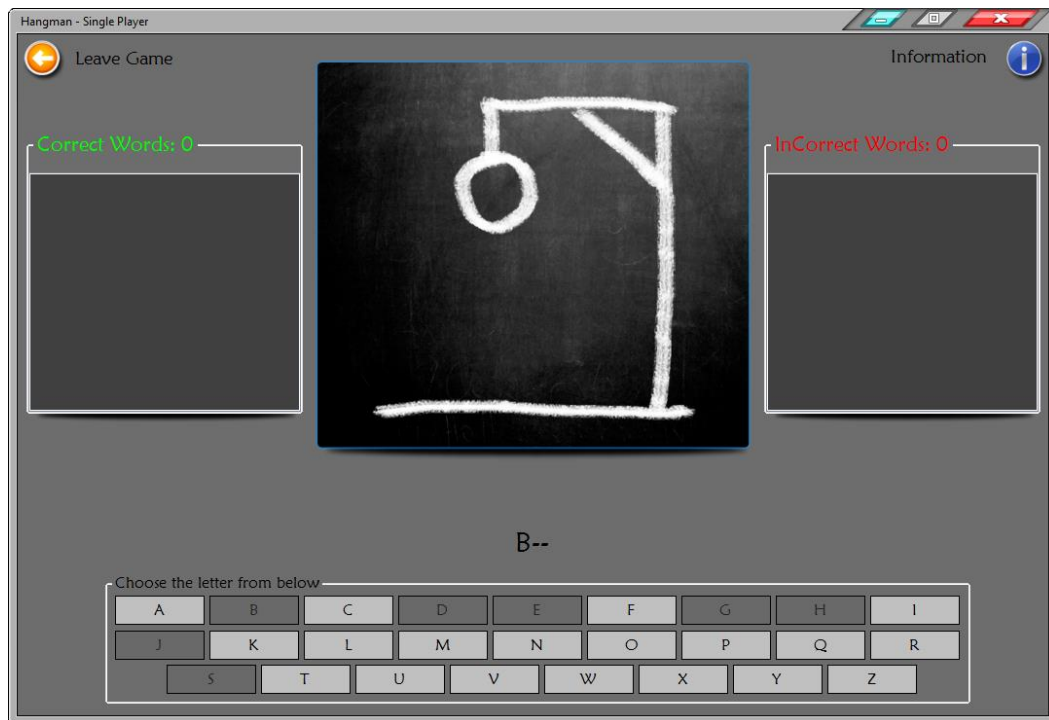 Hangman - Single Player
Leave Game
Information
Correct Words: 0
InCorrect Words: 0
B--
Choose the letter from below
A B C D E F G H I
J K L M N O P Q R
S T U V W X Y Z